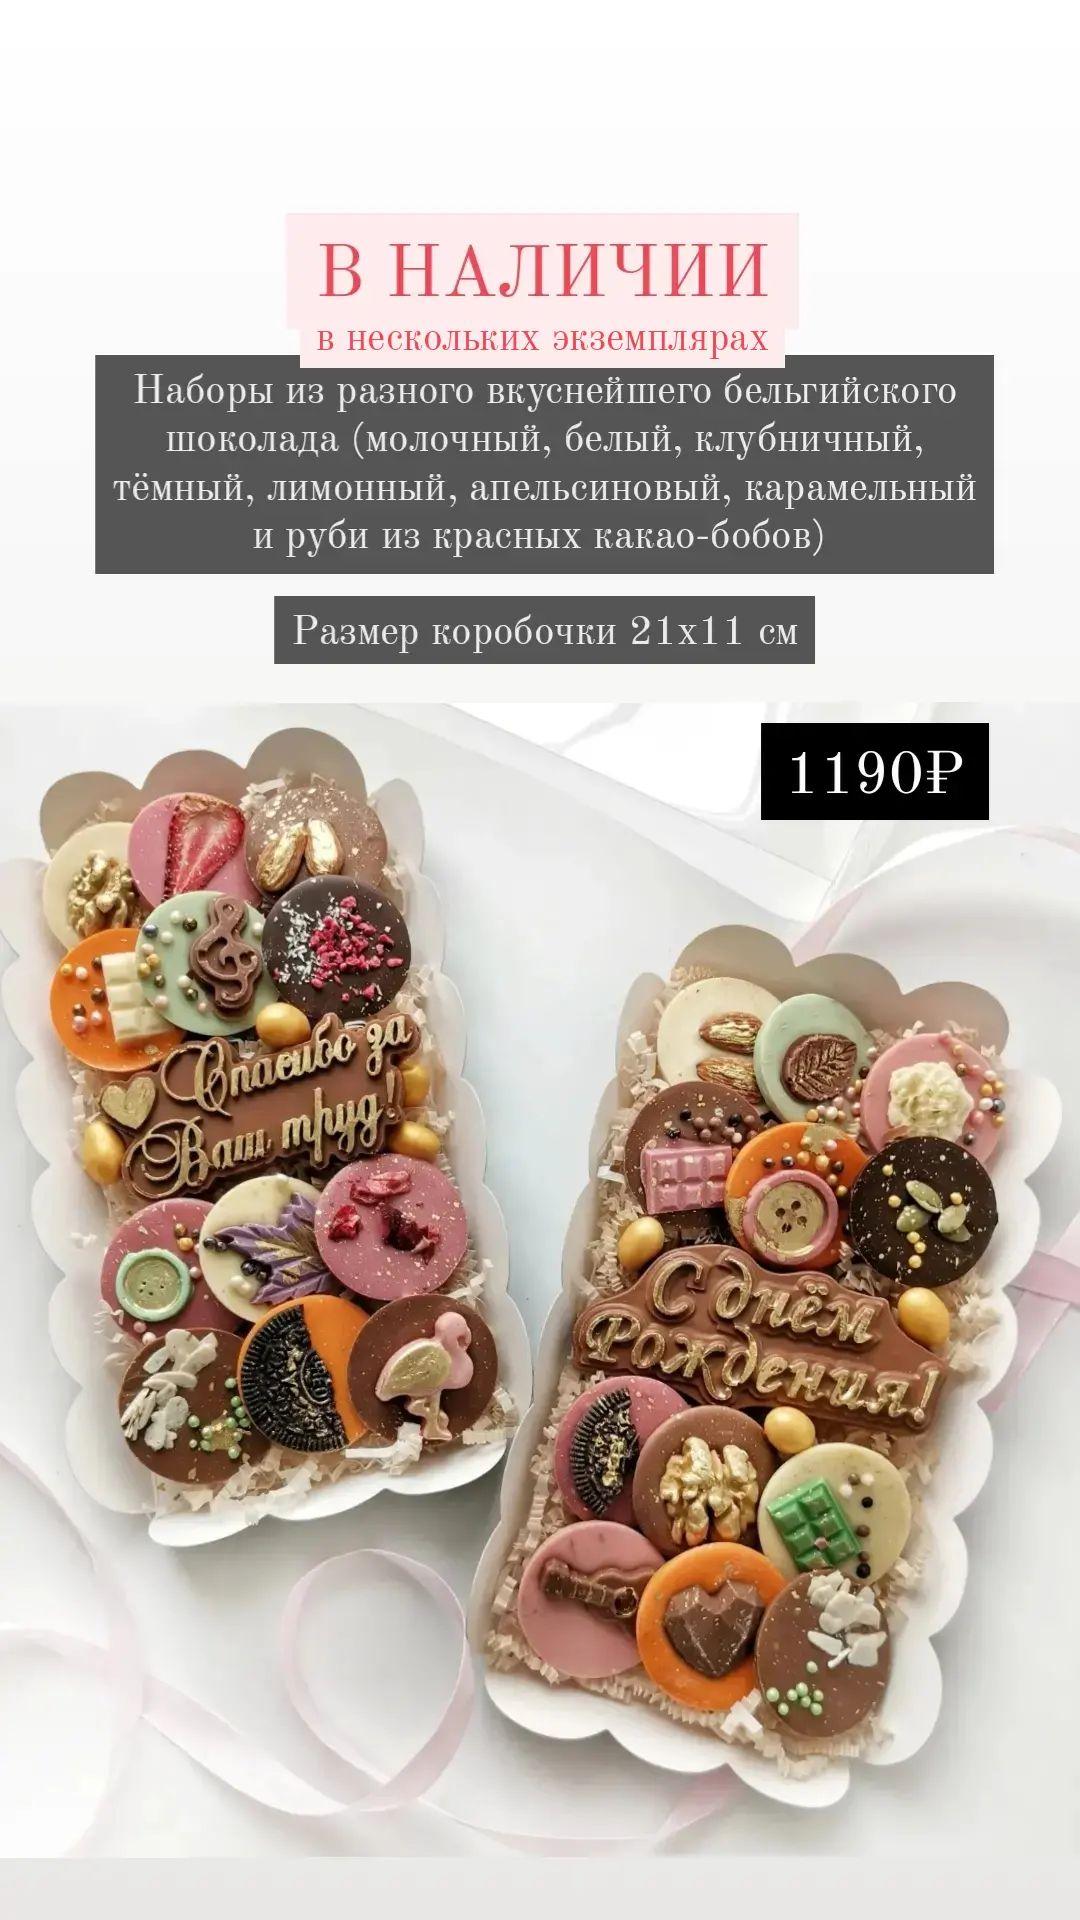 В НАЛИЧИИ
в нескольких экземплярах
Наборы из разного вкуснейшего бельгийского
шоколада (молочный, белый, клубничный,
тёмный, лимонный, апельсиновый, карамельный
и руби из красных какао-бобов)
Размер коробочки 21х11 см
1190₽
Спасибо за
Ваш труд!
С днём
Рождения!